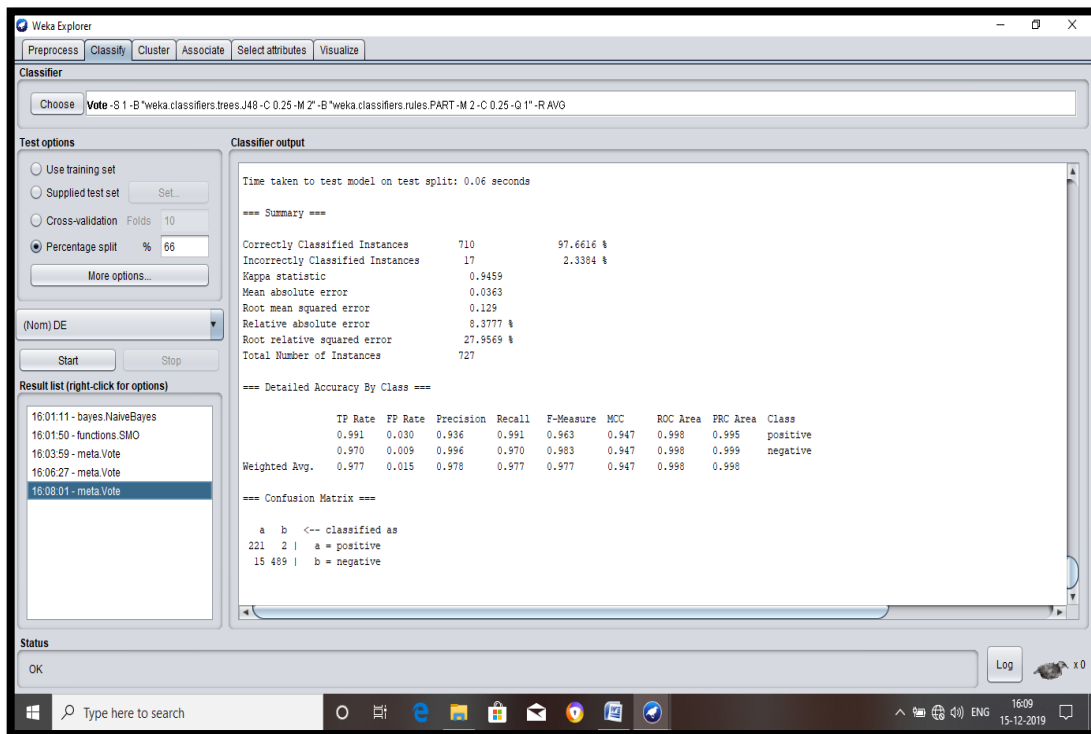 Weka Explorer
Preprocess Classify Cluster Associate Select attributes Visualize
Classifier
Choose Vote -S 1 -B "weka.classifiers.trees.J48 -C 0.25 -M 2" -B "weka.classifiers.rules.PART -M 2 -C 0.25 -Q 1" -R AVG
Test options
Use training set
Supplied test set Set...
Cross-validation Folds 10
Percentage split % 66
More options...
(Nom) DE
Start Stop
Result list (right-click for options)
16:01:11 - bayes.NaiveBayes
16:01:50 - functions.SMO
16:03:59 - meta.Vote
16:06:27 - meta.Vote
16:08:01 - meta.Vote
Classifier output
Time taken to test model on test split: 0.06 seconds
=== Summary ===
Correctly Classified Instances 710 97.6616 %
Incorrectly Classified Instances 17 2.3384 %
Kappa statistic 0.9459
Mean absolute error 0.0363
Root mean squared error 0.129
Relative absolute error 8.3777 %
Root relative squared error 27.9569 %
Total Number of Instances 727
=== Detailed Accuracy By Class ===
TP Rate FP Rate Precision Recall F-Measure MCC ROC Area PRC Area Class
0.991 0.030 0.936 0.991 0.963 0.947 0.998 0.995 positive
0.970 0.009 0.996 0.970 0.983 0.947 0.998 0.999 negative
Weighted Avg. 0.977 0.015 0.978 0.977 0.977 0.947 0.998 0.998
=== Confusion Matrix ===
a b <-- classified as
221 2 | a = positive
15 489 | b = negative
Status
OK
Log x 0
Type here to search
ENG
16:09
15-12-2019